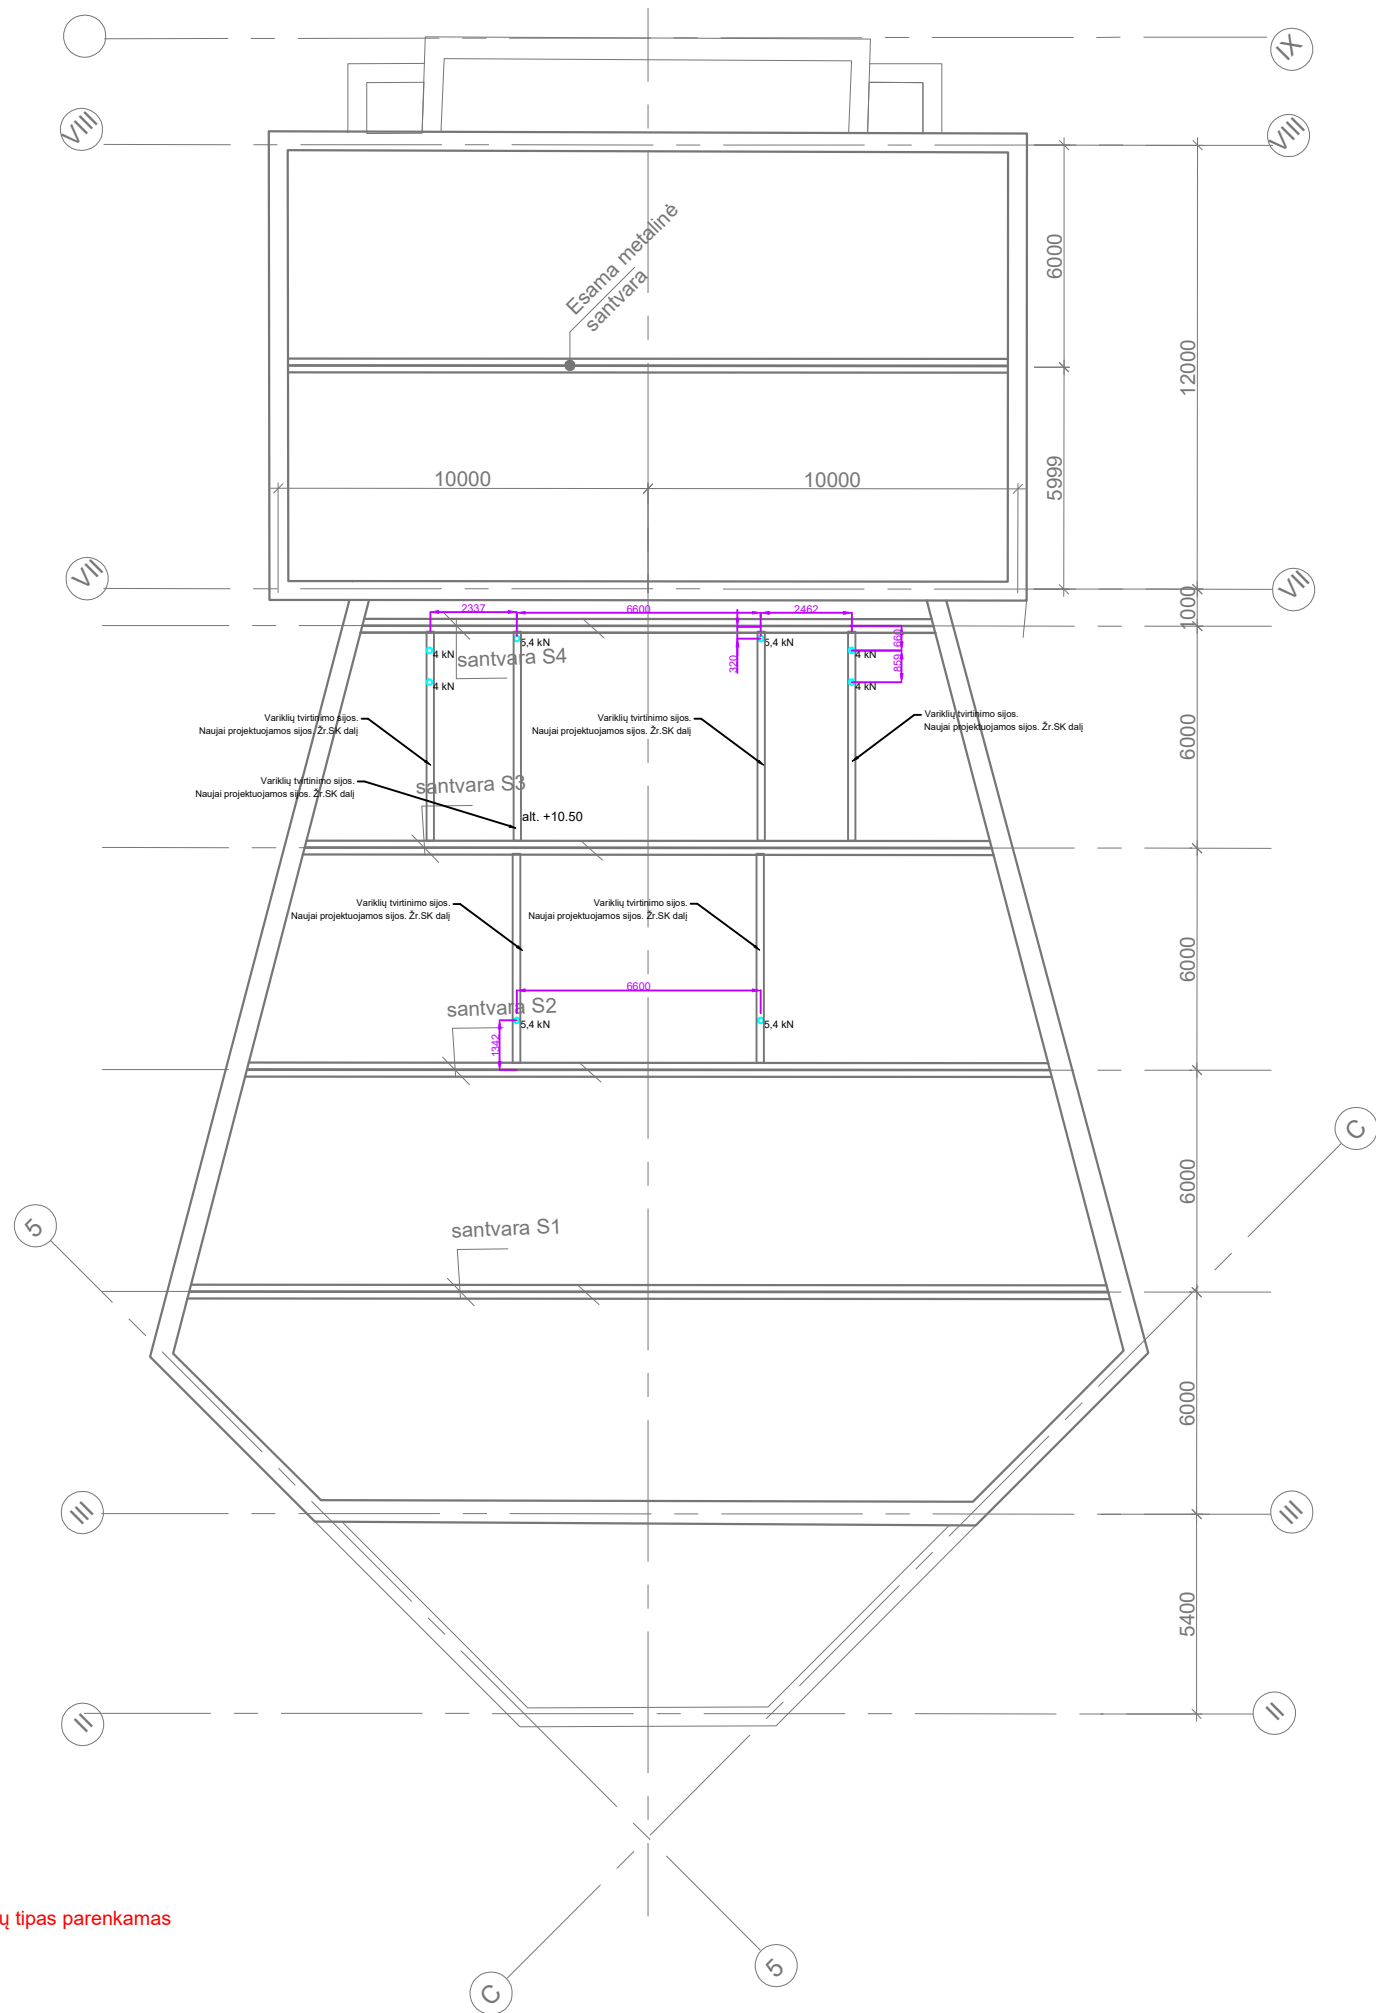 IX
VIII
VIII
6000
Esama metalinė
santvara
12000
10000
10000
5999
VII
VII
1000
2337
6600
2462
660
5,4 kN
5,4 kN
320
4 kN
4 kN
859
santvara S4
4 kN
4 kN
Variklių tvirtinimo sijos.
Naujai projektuojamos sijos. Žr.SK dalį
Variklių tvirtinimo sijos.
Naujai projektuojamos sijos. Žr.SK dalį
Variklių tvirtinimo sijos.
Naujai projektuojamos sijos. Žr.SK dalį
6000
Variklių tvirtinimo sijos.
Naujai projektuojamos sijos. Žr.SK dalį
santvara S3
alt. +10.50
Variklių tvirtinimo sijos.
Naujai projektuojamos sijos. Žr.SK dalį
Variklių tvirtinimo sijos.
Naujai projektuojamos sijos. Žr.SK dalį
6000
6600
santvara S2
5,4 kN
5,4 kN
1342
C
6000
5
santvara S1
6000
III
III
5400
II
II
ų tipas parenkamas
5
C